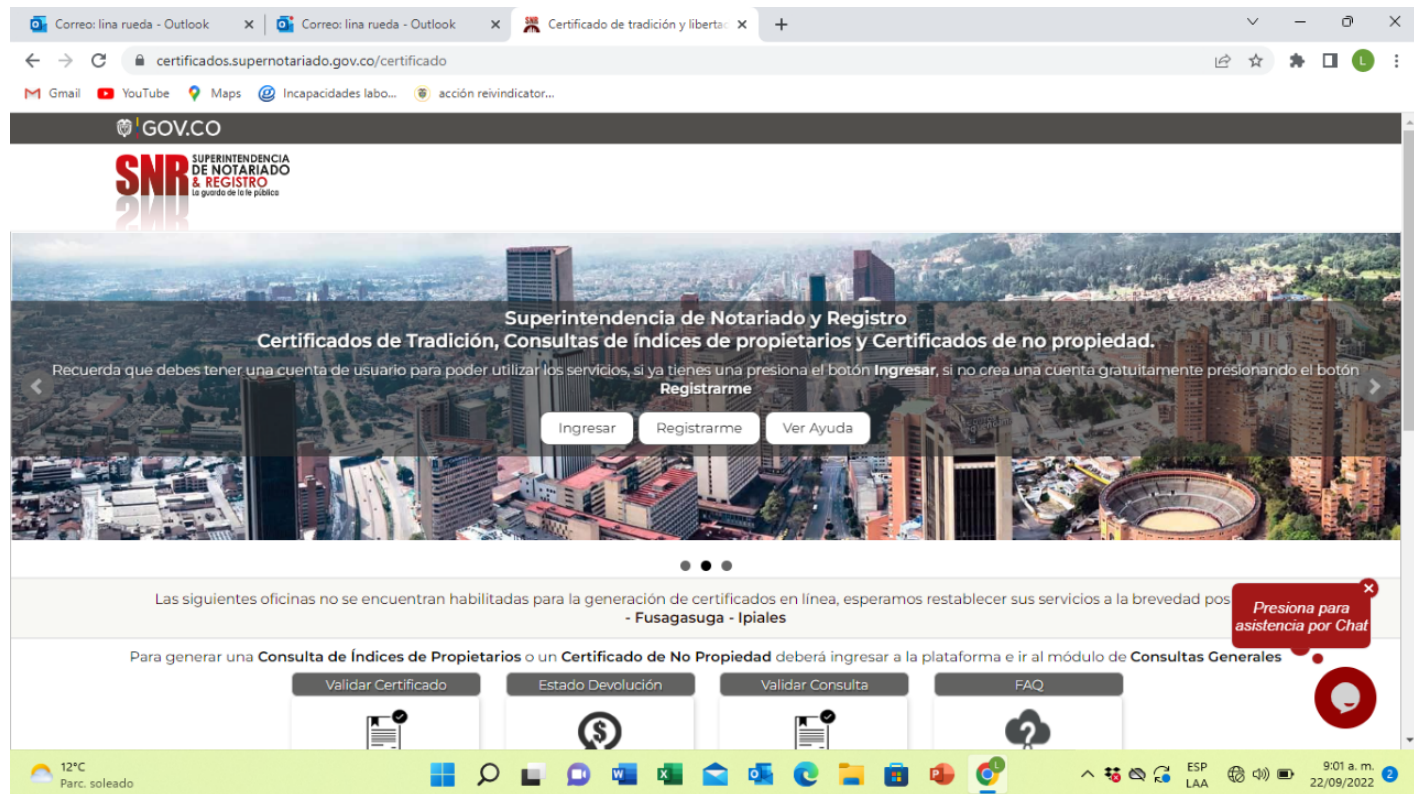 Correo: lina rueda - Outlook
Correo: lina rueda - Outlook
Certificado de tradición y libertac
certificados.supernotariado.gov.co/certificado
L
Gmail
YouTube
Maps
Incapacidades labo...
acción reivindicator...
GOV.CO
SNR
SUPERINTENDENCIA
DE NOTARIADO
& REGISTRO
La guarda de la fe pública
Superintendencia de Notariado y Registro
Certificados de Tradición, Consultas de índices de propietarios y Certificados de no propiedad.
Recuerda que debes tener una cuenta de usuario para poder utilizar los servicios, si ya tienes una presiona el botón Ingresar, si no crea una cuenta gratuitamente presionando el botón
Registrarme
Ingresar
Registrarme
Ver Ayuda
Las siguientes oficinas no se encuentran habilitadas para la generación de certificados en línea, esperamos restablecer sus servicios a la brevedad pos
- Fusagasuga - Ipiales
Presiona para
asistencia por Chat
Para generar una Consulta de Índices de Propietarios o un Certificado de No Propiedad deberá ingresar a la plataforma e ir al módulo de Consultas Generales
Validar Certificado
Estado Devolución
Validar Consulta
FAQ
12°C
Parc. soleado
ESP
LAA
9:01 a. m.
22/09/2022
2